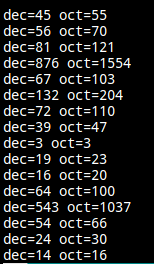 dec=45 oct=55
dec=56 oct=70
dec=81 oct=121
dec=876 oct=1554
dec=67 oct=103
dec=132 oct=204
dec=72 oct=110
dec=39 oct=47
dec=3 oct=3
dec=19 oct=23
dec=16 oct=20
dec=64 oct=100
dec=543 oct=1037
dec=54 oct=66
dec=24 oct=30
dec=14 oct=16